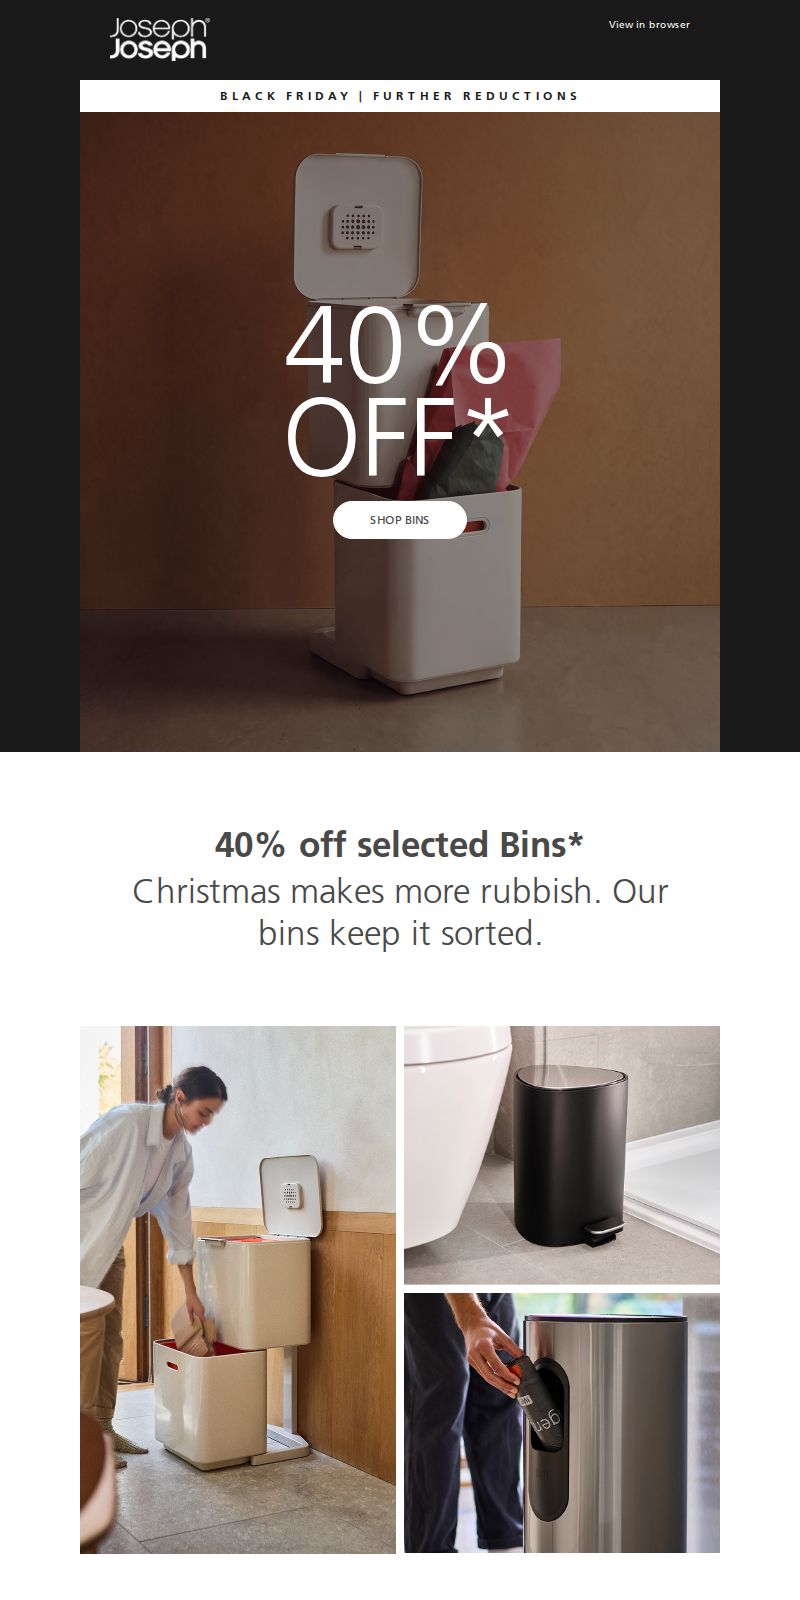 Joseph®
Joseph
View in browser
BLACK FRIDAY | FURTHER REDUCTIONS
40%
OFF*
SHOP BINS
40% off selected Bins*
Christmas makes more rubbish. Our
bins keep it sorted.